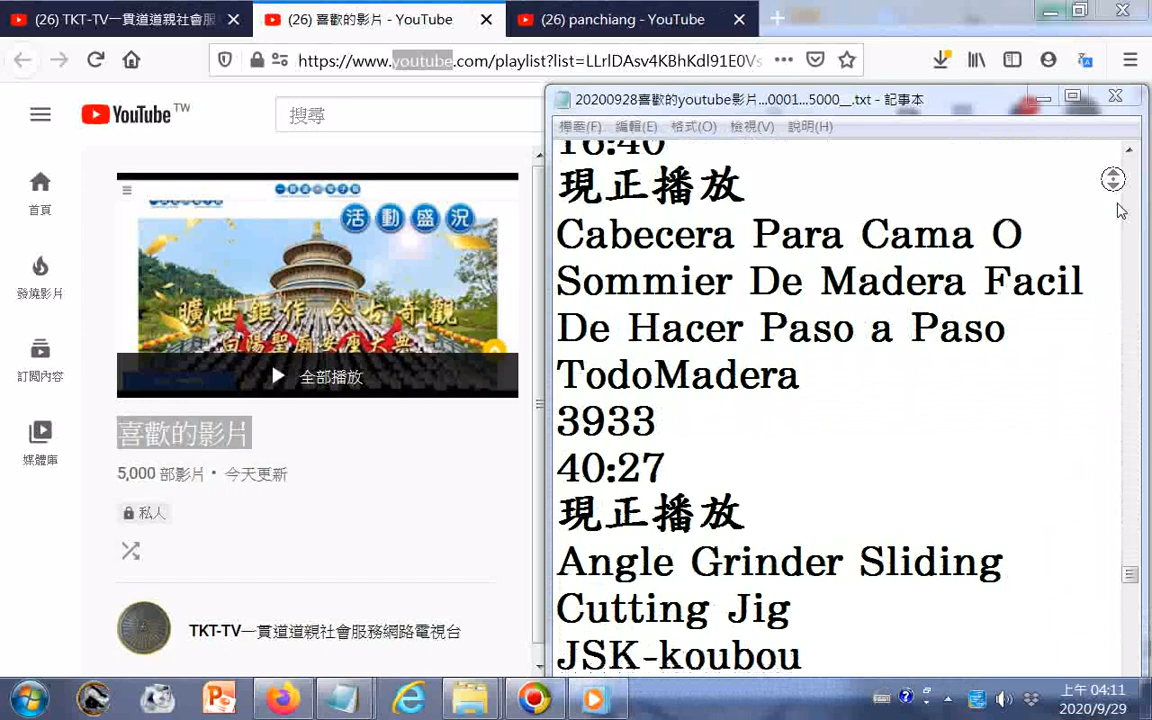 (26) TKT-TV一貫道道親社會服
(26) 喜歡的影片 - YouTube
(26) panchiang - YouTube
https://www.youtube.com/playlist?list=LLrlDAsv4KBhKdl91E0Vs
YouTube TW
搜尋
首頁
發燒影片
訂閱內容
媒體庫
活動盛況
曠世鉅作 今古奇觀
全部播放
喜歡的影片
5,000 部影片・ 今天更新
私人
TKT-TV一貫道道親社會服務網路電視台
20200928喜歡的youtube影片...0001...5000__.txt - 記事本
檔案(F) 編輯(E) 格式(O) 檢視(V) 說明(H)
16:40
現正播放
Cabecera Para Cama O
Sommier De Madera Facil
De Hacer Paso a Paso
TodoMadera
3933
40:27
現正播放
Angle Grinder Sliding
Cutting Jig
JSK-koubou
上午 04:11
2020/9/29